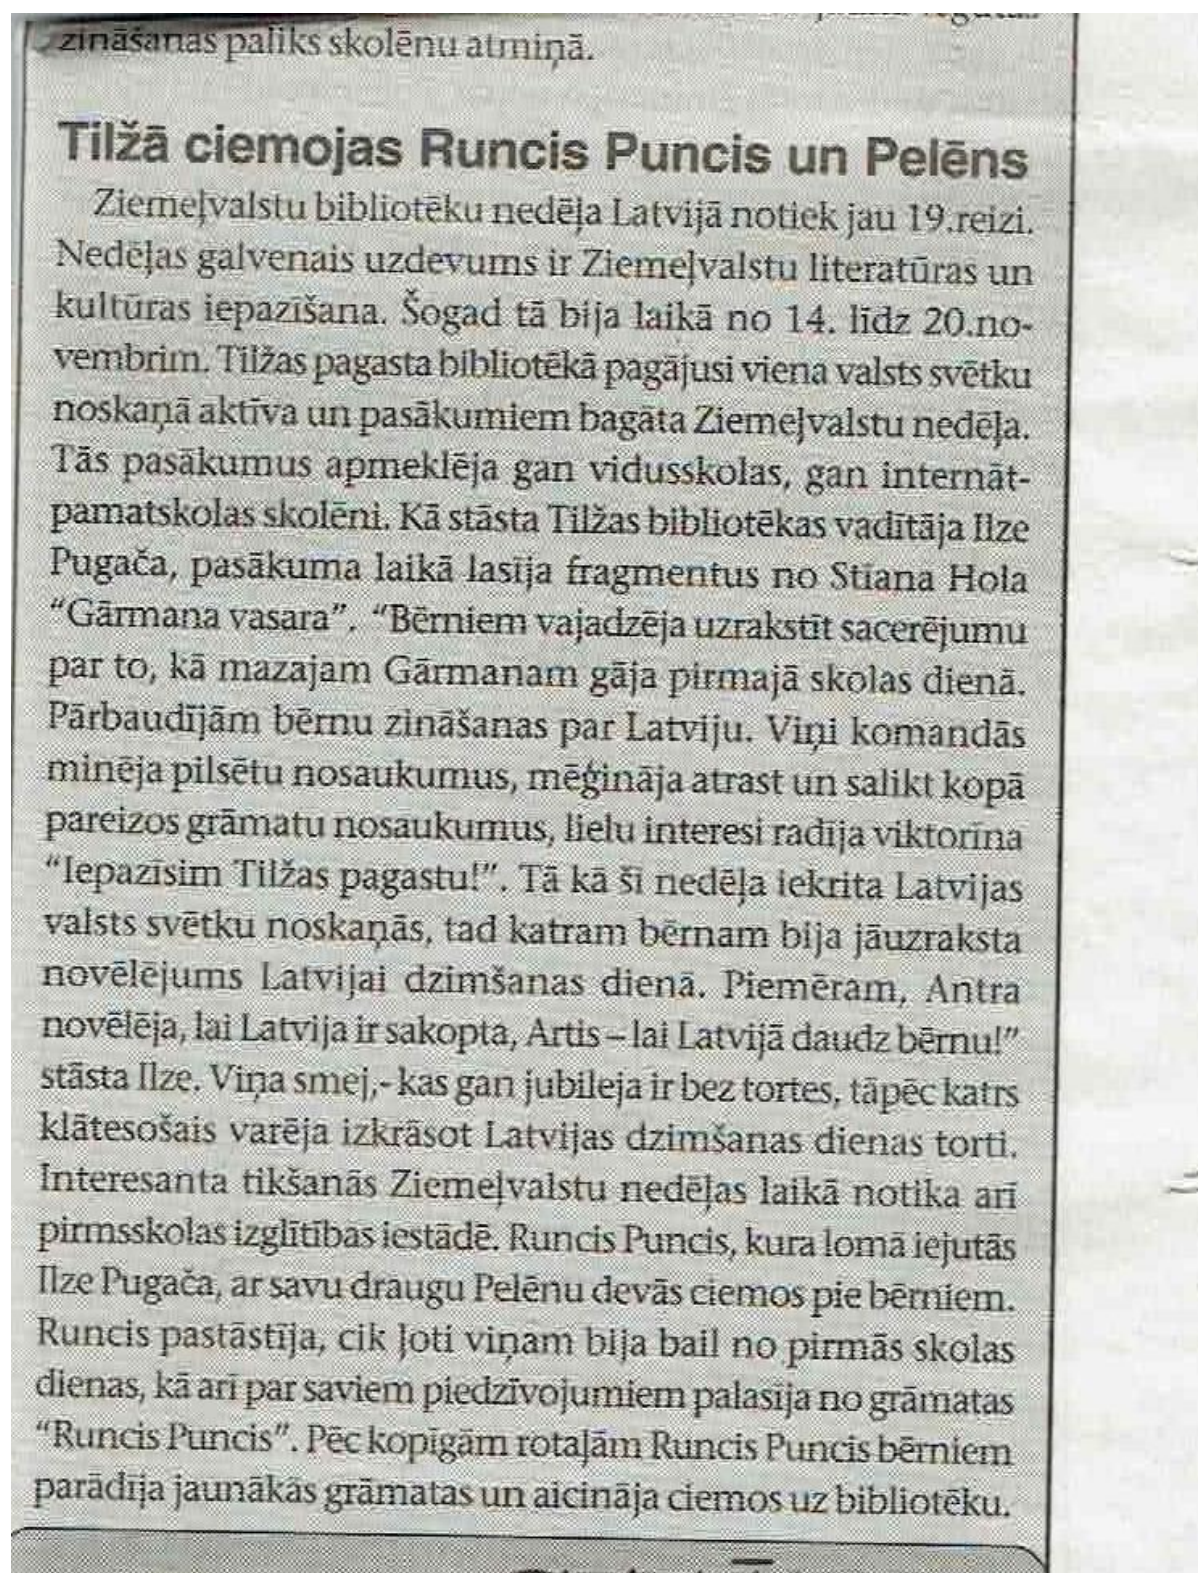 zināšanas paliks skolēnu atmiņā.
Tilžā ciemojas Runcis Puncis un Pelēns
Ziemeļvalstu bibliotēku nedēļa Latvijā notiek jau 19.reizi.
Nedēļas galvenais uzdevums ir Ziemeļvalstu literatūras un
kultūras iepazīšana. Šogad tā bija laikā no 14. līdz 20.no-
vembrim. Tilžas pagasta bibliotēkā pagājusi viena valsts svētku
noskaņā aktīva un pasākumiem bagāta Ziemeļvalstu nedēļa.
Tās pasākumus apmeklēja gan vidusskolas, gan internāt-
pamatskolas skolēni. Kā stāsta Tilžas bibliotēkas vadītāja Ilze
Pugača, pasākuma laikā lasīja fragmentus no Stiana Hola
“Gārmana vasara”. “Bērniem vajadzēja uzrakstīt sacerējumu
par to, kā mazajam Gārmanam gāja pirmajā skolas dienā.
Pārbaudījām bērnu zināšanas par Latviju. Viņi komandās
minēja pilsētu nosaukumus, mēģināja atrast un salikt kopā
pareizos grāmatu nosaukumus, lielu interesi radīja viktorīna
“Iepazīsim Tilžas pagastu!”. Tā kā šī nedēļa iekrita Latvijas
valsts svētku noskaņās, tad katram bērnam bija jāuzraksta
novēlējums Latvijai dzimšanas dienā. Piemēram, Antra
novēlēja, lai Latvija ir sakopta, Artis – lai Latvijā daudz bērnu!”
stāsta Ilze. Viņa smej,- kas gan jubileja ir bez tortes, tāpēc katrs
klātesošais varēja izkrāsot Latvijas dzimšanas dienas torti.
Interesanta tikšanās Ziemeļvalstu nedēļas laikā notika arī
pirmsskolas izglītības iestādē. Runcis Puncis, kura lomā iejutās
Ilze Pugača, ar savu draugu Pelēnu devās ciemos pie bērniem.
Runcis pastāstīja, cik ļoti viņam bija bail no pirmās skolas
dienas, kā arī par saviem piedzīvojumiem palasīja no grāmatas
“Runcis Puncis”. Pēc kopīgām rotaļām Runcis Puncis bērniem
parādīja jaunākās grāmatas un aicināja ciemos uz bibliotēku.